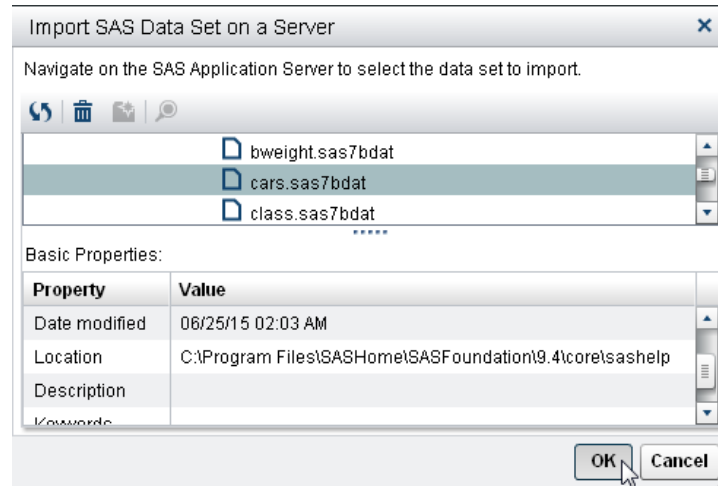 Import SAS Data Set on a Server
Navigate on the SAS Application Server to select the data set to import.
bweight.sas7bdat
cars.sas7bdat
class.sas7bdat
Basic Properties:
Property Value
Date modified 06/25/15 02:03 AM
Location C:\Program Files\SASHome\SASFoundation\9.4\core\sashelp
Description
Keywords
OK Cancel